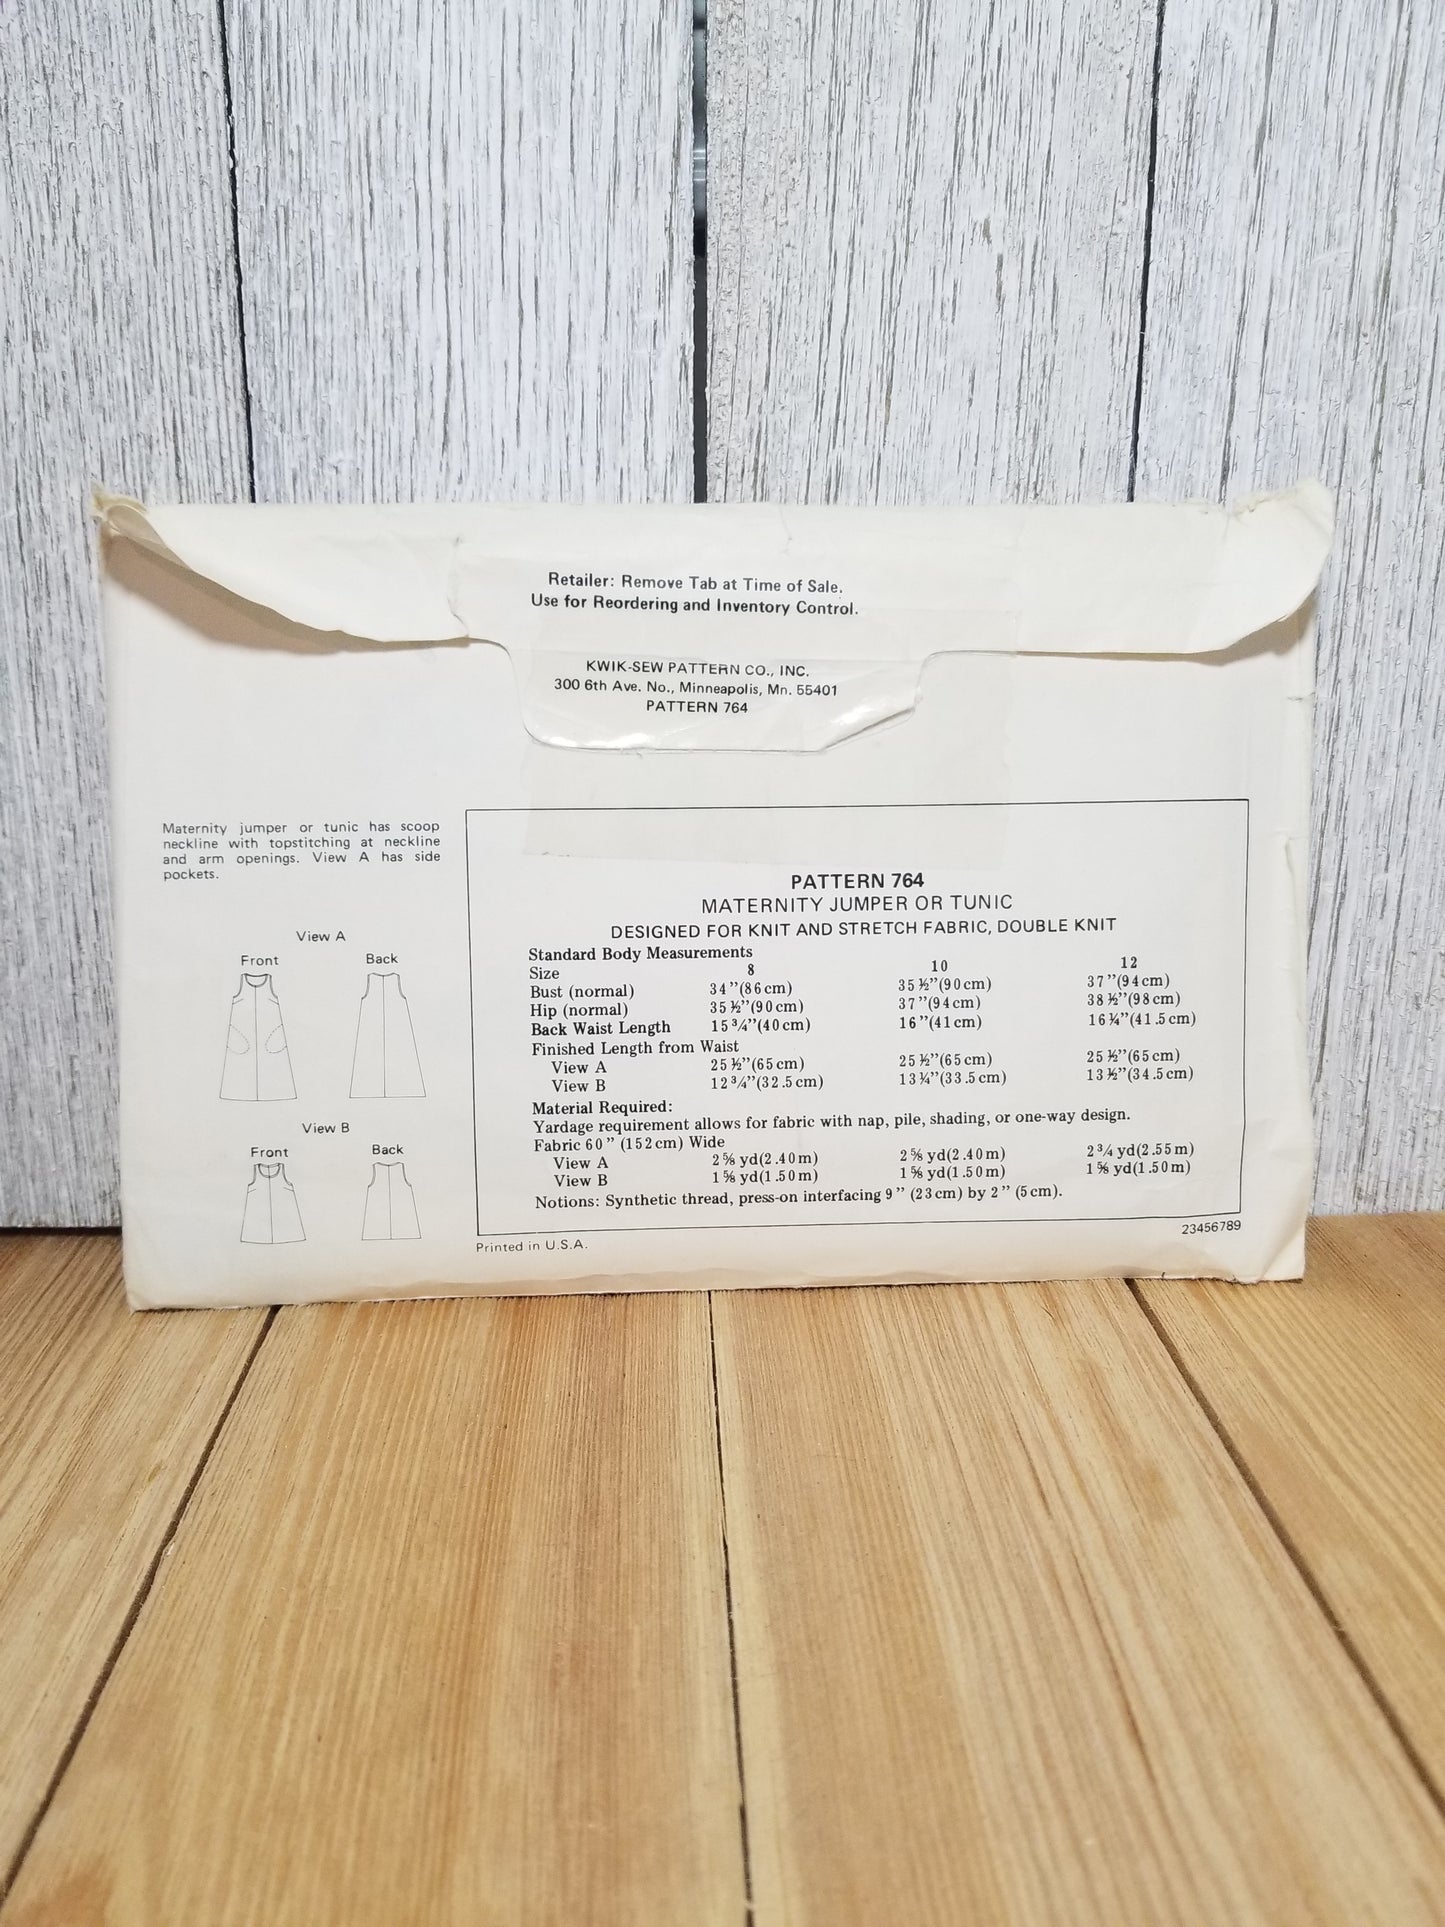 Retailer: Remove Tab at Time of Sale.
Use for Reordering and Inventory Control.
KWIK-SEW PATTERN CO., INC.
300 6th Ave. No., Minneapolis, Mn. 55401
PATTERN 764
Maternity jumper or tunic has scoop
neckline with topstitching at neckline
and arm openings. View A has side
pockets.
View A
Front Back
View B
Front Back
PATTERN 764
MATERNITY JUMPER OR TUNIC
DESIGNED FOR KNIT AND STRETCH FABRIC, DOUBLE KNIT
Standard Body Measurements
Size 8 10 12
Bust (normal) 34"(86cm) 35½"(90cm) 37"(94cm)
Hip (normal) 35½"(90cm) 37"(94cm) 38½"(98cm)
Back Waist Length 15¾"(40cm) 16"(41cm) 16¼"(41.5cm)
Finished Length from Waist
View A 25½"(65cm) 25½"(65cm) 25½"(65cm)
View B 12¾"(32.5cm) 13¼"(33.5cm) 13½"(34.5cm)
Material Required:
Yardage requirement allows for fabric with nap, pile, shading, or one-way design.
Fabric 60" (152cm) Wide
View A 2⅝ yd(2.40m) 2⅝ yd(2.40m) 2¾ yd(2.55m)
View B 1⅝ yd(1.50m) 1⅝ yd(1.50m) 1⅝ yd(1.50m)
Notions: Synthetic thread, press-on interfacing 9" (23cm) by 2" (5cm).
Printed in U.S.A.
23456789